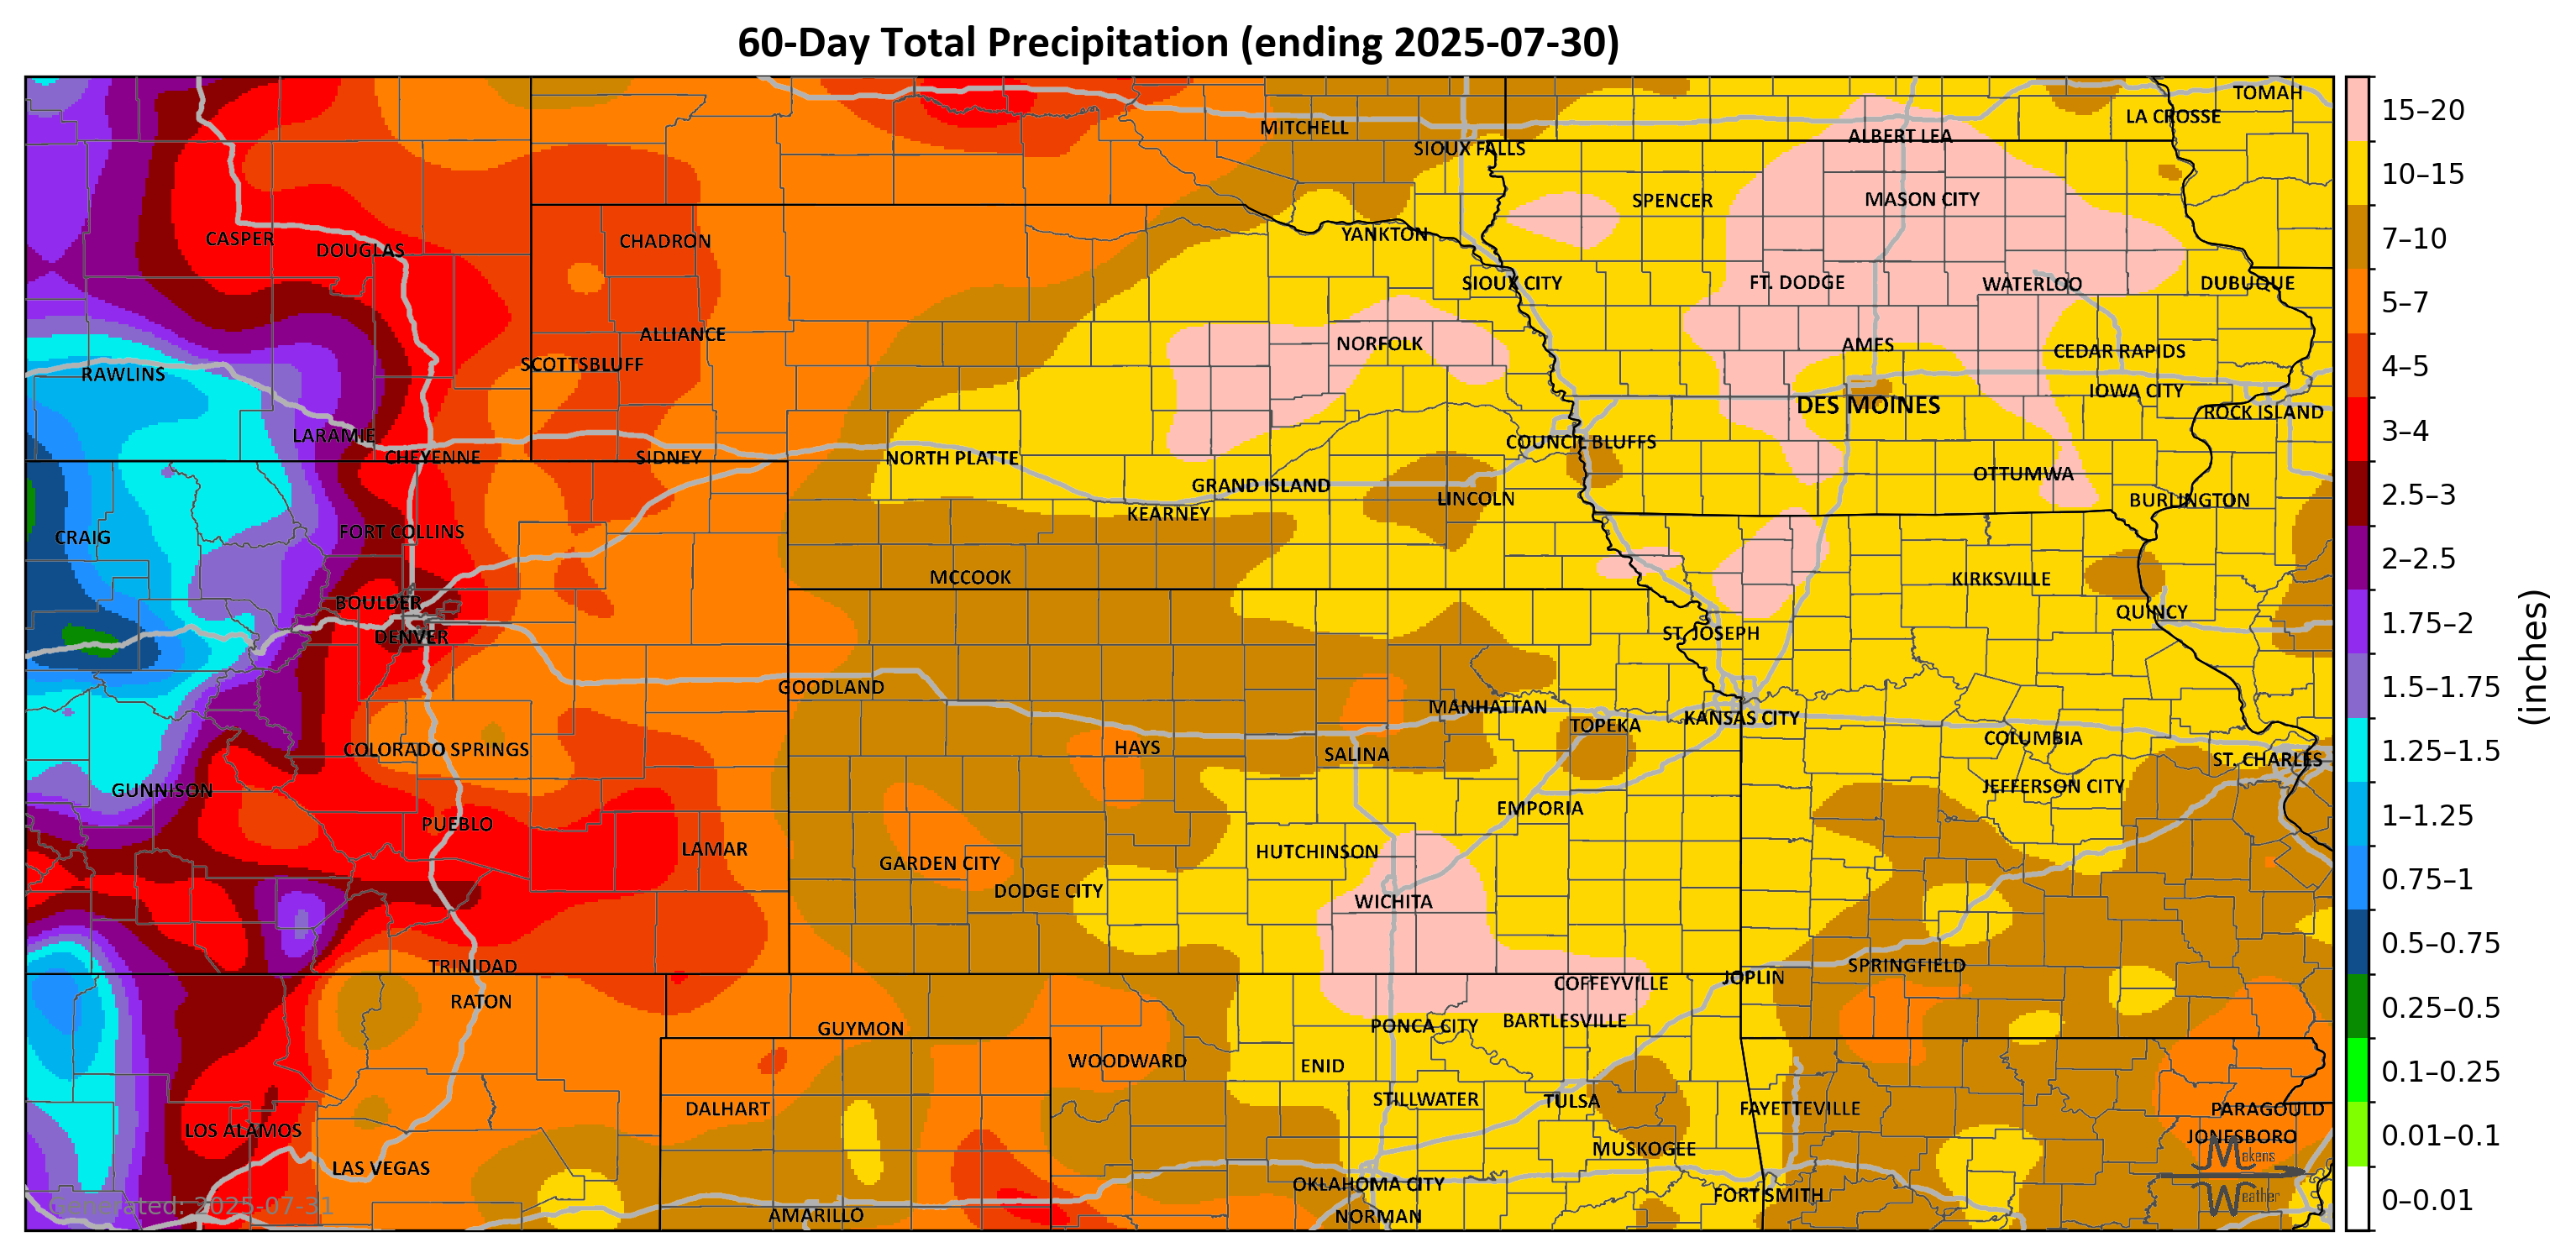 60-Day Total Precipitation (ending 2025-07-30)
TOMAH
LA CROSSE
MITCHELL
ALBERT LEA
SIOUX FALLS
SPENCER
MASON CITY
CASPER
DOUGLAS
CHADRON
YANKTON
SIOUX CITY
FT. DODGE
WATERLOO
DUBUQUE
ALLIANCE
NORFOLK
AMES
CEDAR RAPIDS
SCOTTSBLUFF
RAWLINS
IOWA CITY
DES MOINES
ROCK ISLAND
LARAMIE
COUNCIL BLUFFS
CHEYENNE
SIDNEY
NORTH PLATTE
OTTUMWA
GRAND ISLAND
LINCOLN
BURLINGTON
KEARNEY
FORT COLLINS
CRAIG
MCCOOK
KIRKSVILLE
BOULDER
QUINCY
DENVER
ST. JOSEPH
GOODLAND
MANHATTAN
TOPEKA
KANSAS CITY
COLUMBIA
COLORADO SPRINGS
HAYS
SALINA
ST. CHARLES
GUNNISON
JEFFERSON CITY
EMPORIA
PUEBLO
LAMAR
HUTCHINSON
GARDEN CITY
DODGE CITY
WICHITA
TRINIDAD
SPRINGFIELD
JOPLIN
COFFEYVILLE
RATON
GUYMON
PONCA CITY
BARTLESVILLE
WOODWARD
ENID
STILLWATER
TULSA
DALHART
FAYETTEVILLE
PARAGOULD
LOS ALAMOS
JONESBORO
MUSKOGEE
LAS VEGAS
OKLAHOMA CITY
FORT SMITH
AMARILLO
NORMAN
Generated: 2025-07-31
Makens
Weather
15–20
10–15
7–10
5–7
4–5
3–4
2.5–3
2–2.5
1.75–2
1.5–1.75
1.25–1.5
1–1.25
0.75–1
0.5–0.75
0.25–0.5
0.1–0.25
0.01–0.1
0–0.01
(inches)